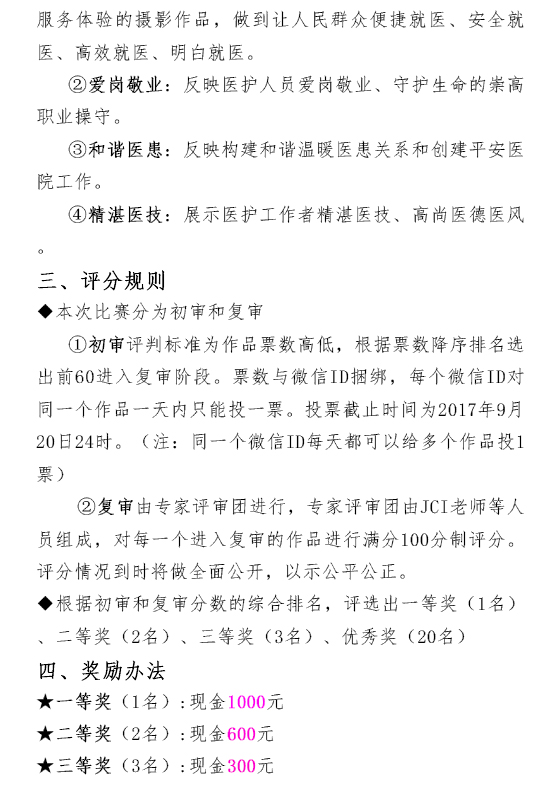 服务体验的摄影作品，做到让人民群众便捷就医、安全就
医、高效就医、明白就医。
②爱岗敬业：反映医护人员爱岗敬业、守护生命的崇高
职业操守。
③和谐医患：反映构建和谐温暖医患关系和创建平安医
院工作。
④精湛医技：展示医护工作者精湛医技、高尚医德医风
。
三、评分规则
◆本次比赛分为初审和复审
①初审评判标准为作品票数高低，根据票数降序排名选
出前60进入复审阶段。票数与微信ID捆绑，每个微信ID对
同一个作品一天内只能投一票。投票截止时间为2017年9月
20日24时。（注：同一个微信ID每天都可以给多个作品投1
票）
②复审由专家评审团进行，专家评审团由JCI老师等人
员组成，对每一个进入复审的作品进行满分100分制评分。
评分情况到时将做全面公开，以示公平公正。
◆根据初审和复审分数的综合排名，评选出一等奖（1名）
、二等奖（2名）、三等奖（3名）、优秀奖（20名）
四、奖励办法
★一等奖（1名）:现金1000元
★二等奖（2名）:现金600元
★三等奖（3名）:现金300元